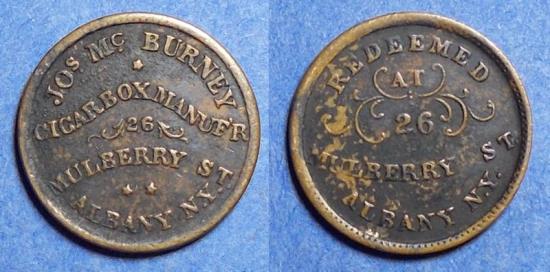 JOS Mc BURNEY
CIGAR BOX MANUF'R
26
MULBERRY ST
ALBANY N.Y.
REDEEMED
AT
26
MULBERRY ST
ALBANY N.Y.